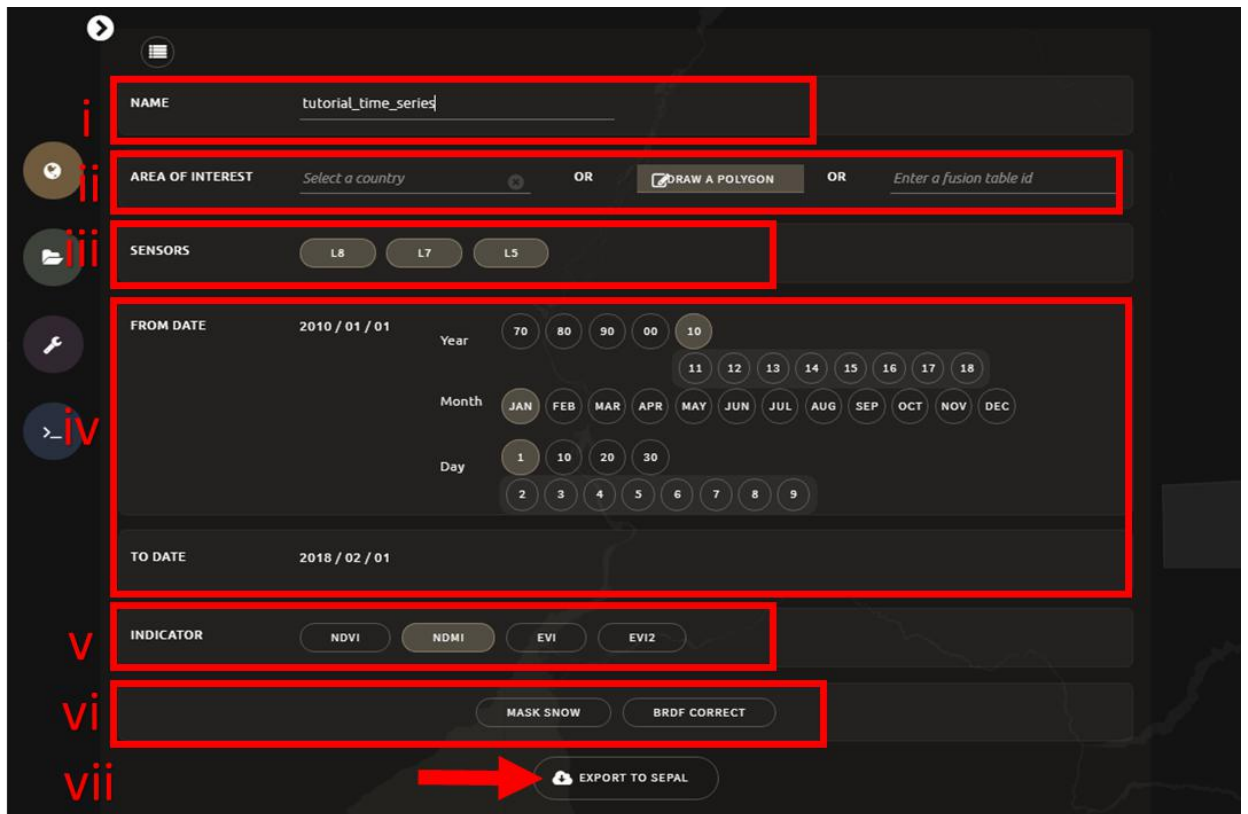 i
NAME tutorial_time_series
ii
AREA OF INTEREST Select a country OR DRAW A POLYGON OR Enter a fusion table id
iii
SENSORS L8 L7 L5
FROM DATE 2010 / 01 / 01
Year 70 80 90 00 10
11 12 13 14 15 16 17 18
Month JAN FEB MAR APR MAY JUN JUL AUG SEP OCT NOV DEC
iv
Day 1 10 20 30
2 3 4 5 6 7 8 9
TO DATE 2018 / 02 / 01
v
INDICATOR NDVI NDMI EVI EVI2
vi
MASK SNOW BRDF CORRECT
vii
EXPORT TO SEPAL